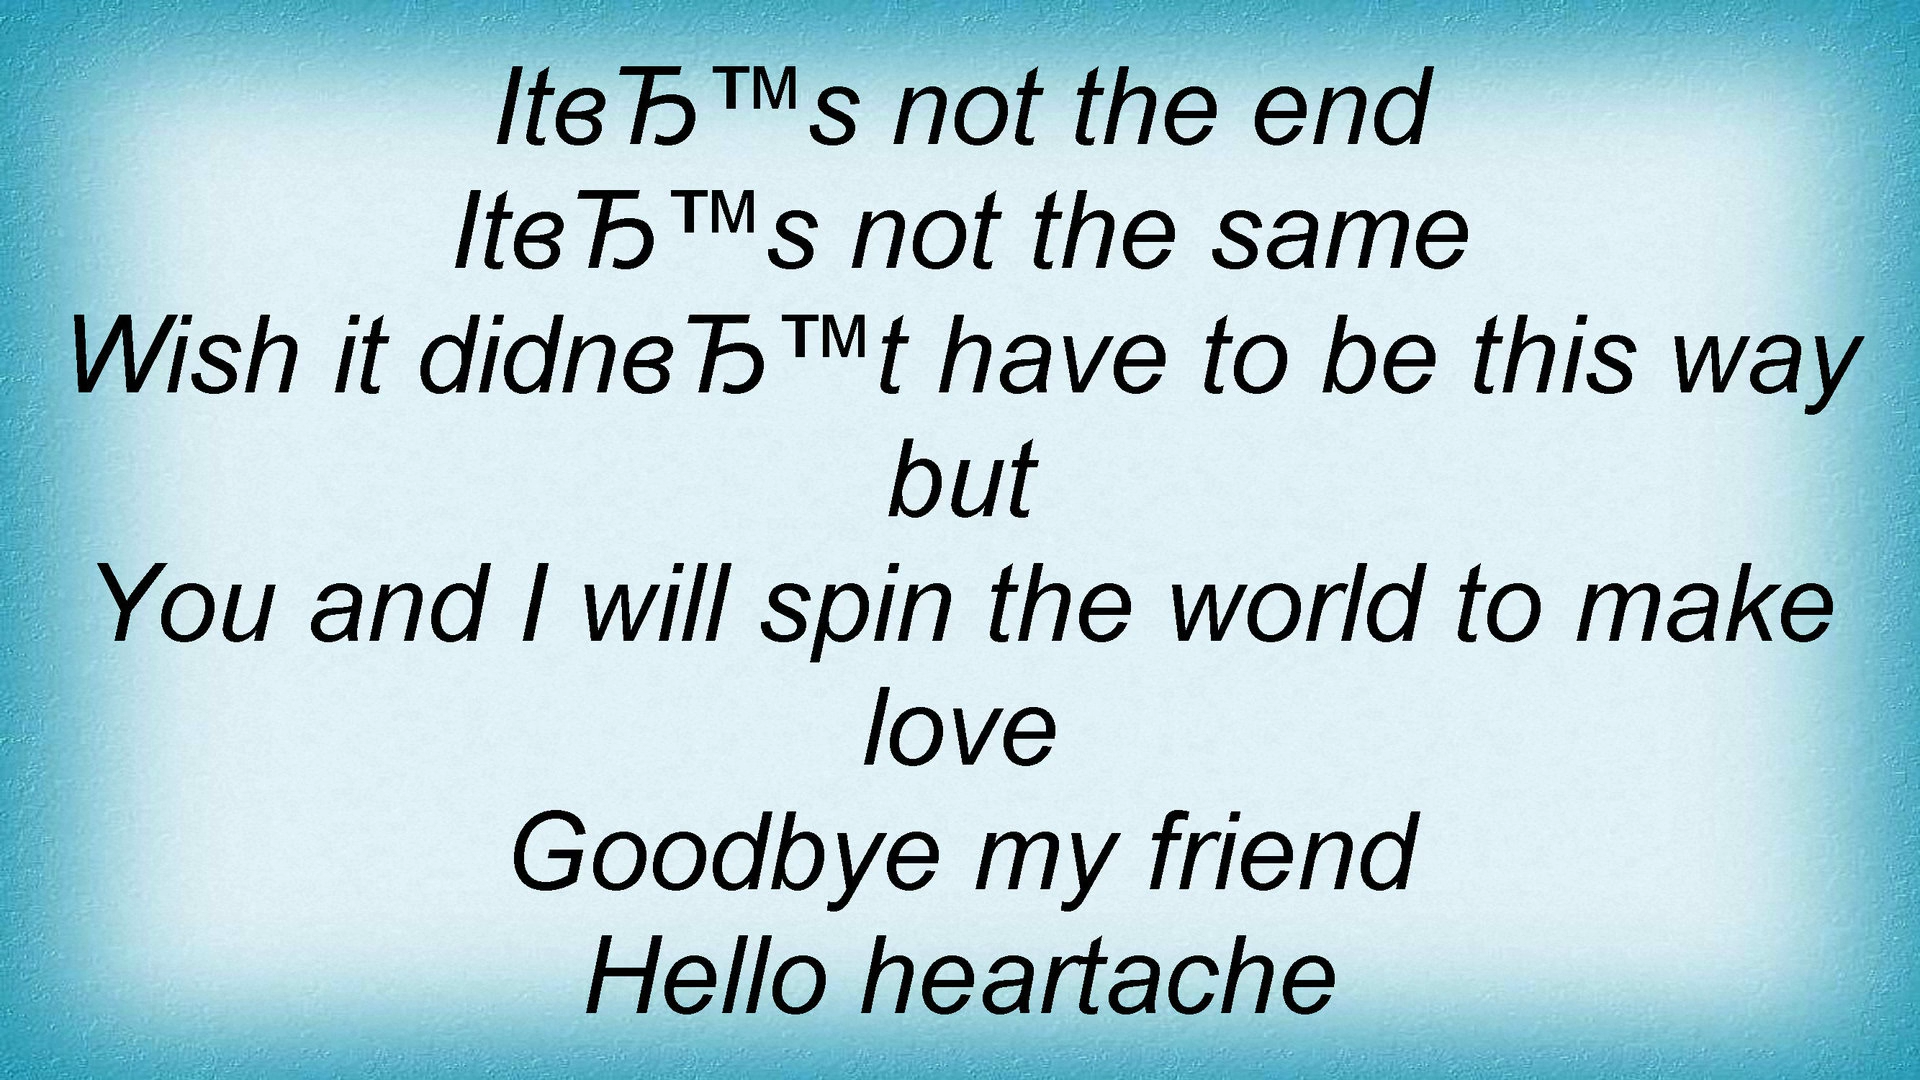 ItвЂ™s not the end
ItвЂ™s not the same
Wish it didnвЂ™t have to be this way
but
You and I will spin the world to make
love
Goodbye my friend
Hello heartache